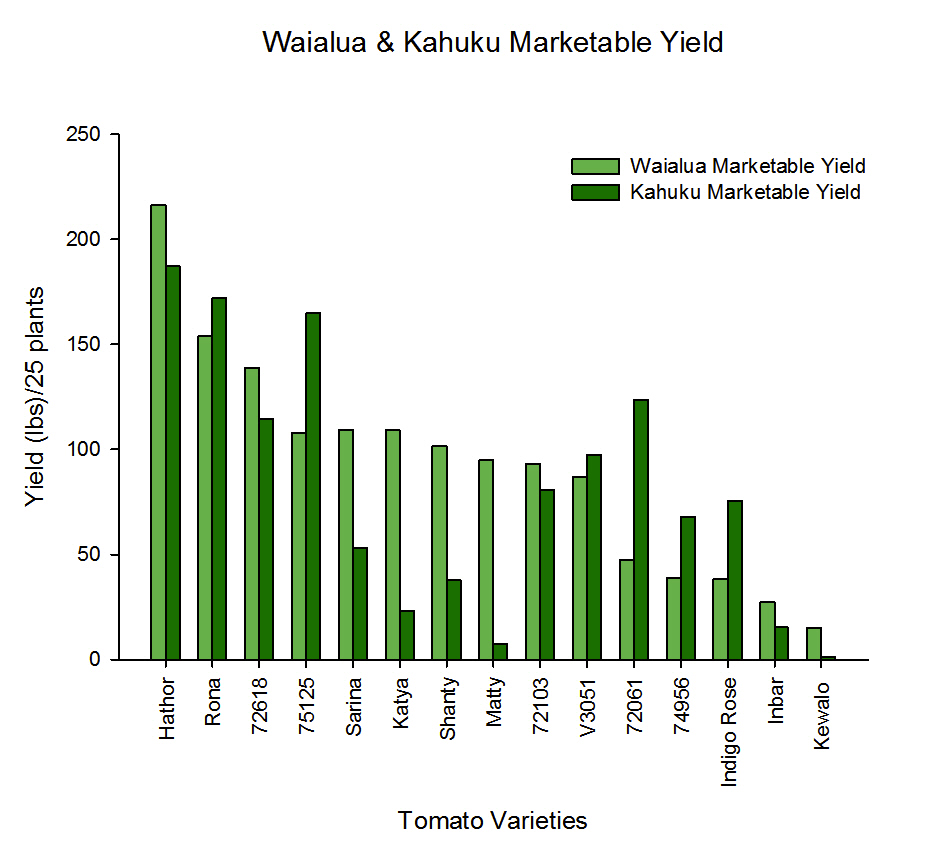 Waialua & Kahuku Marketable Yield
Waialua Marketable Yield
Kahuku Marketable Yield
Yield (lbs)/25 plants
250
200
150
100
50
0
Hathor
Rona
72618
75125
Sarina
Katya
Shanty
Matty
72103
V3051
72061
74956
Indigo Rose
Inbar
Kewalo
Tomato Varieties